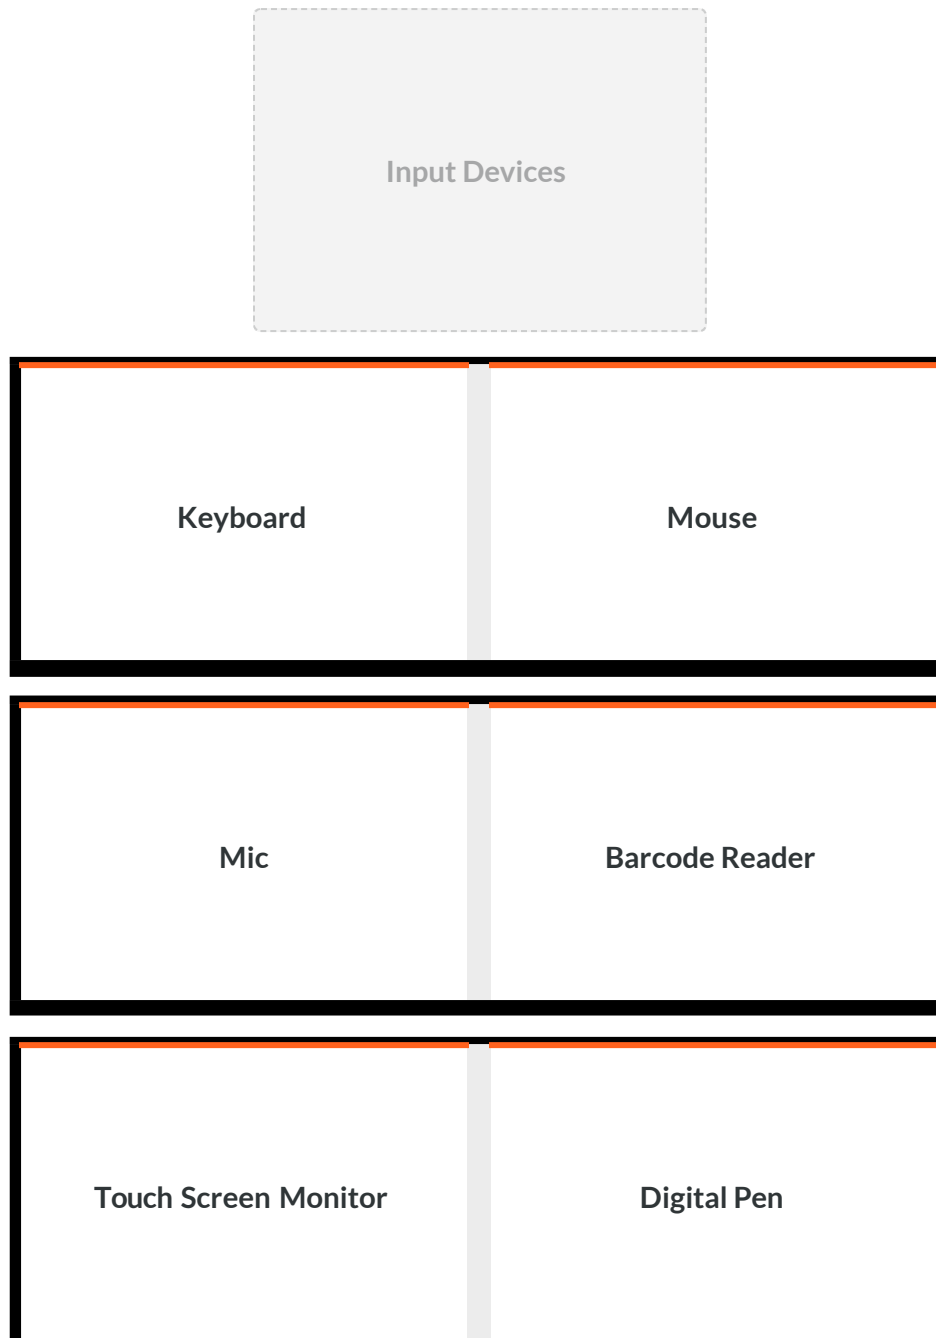 Input Devices
Keyboard
Mouse
Mic
Barcode Reader
Touch Screen Monitor
Digital Pen